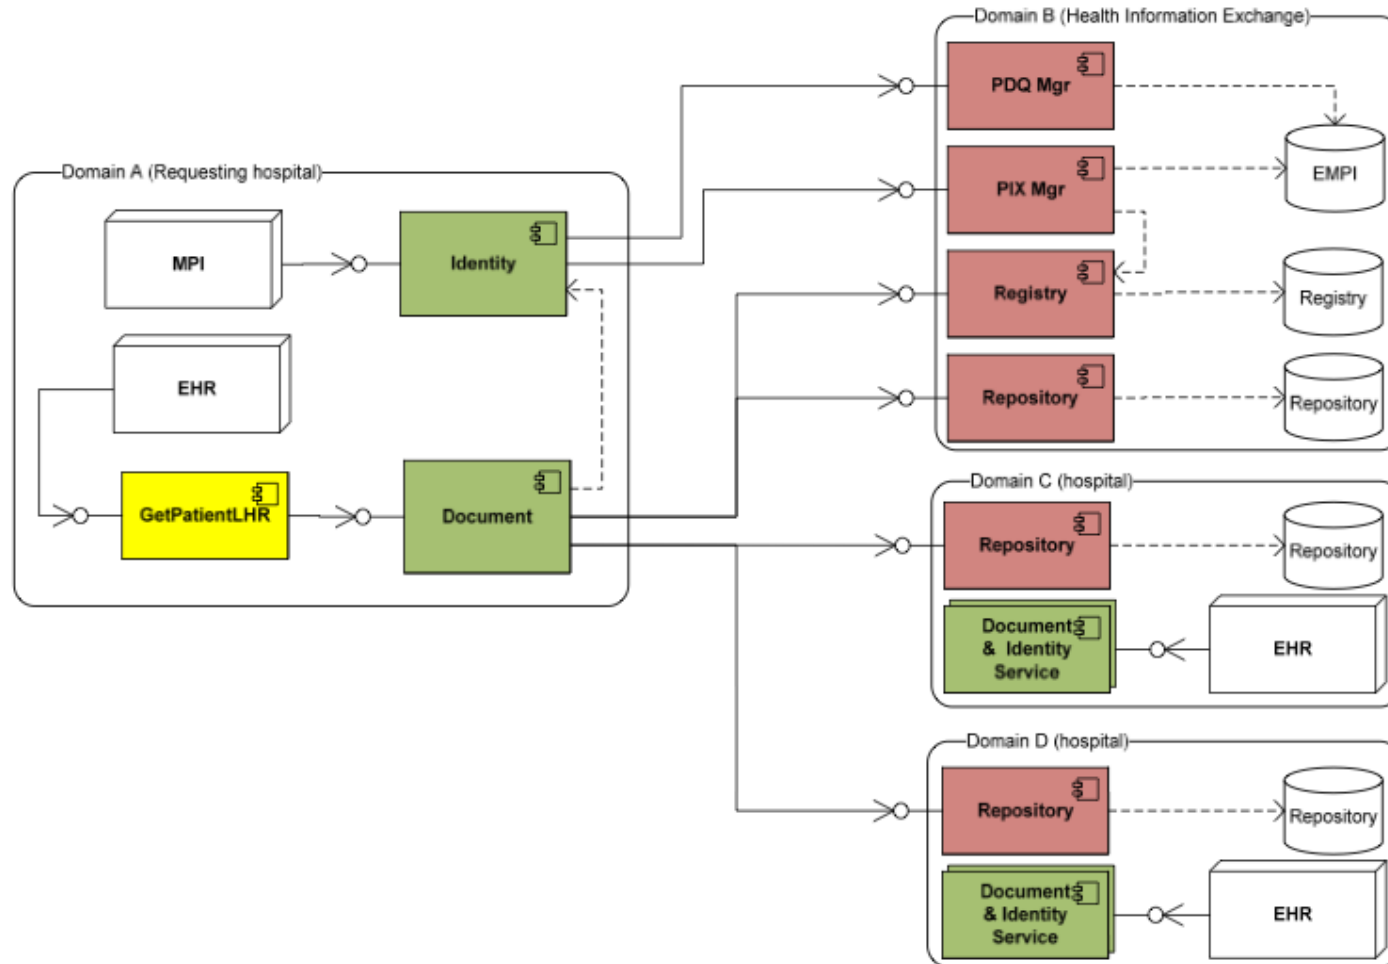 Domain B (Health Information Exchange)
PDQ Mgr
EMPI
PIX Mgr
Registry
Registry
Repository
Repository
Domain A (Requesting hospital)
MPI
Identity
EHR
GetPatientLHR
Document
Domain C (hospital)
Repository
Repository
Document
& Identity
Service
EHR
Domain D (hospital)
Repository
Repository
Document
& Identity
Service
EHR